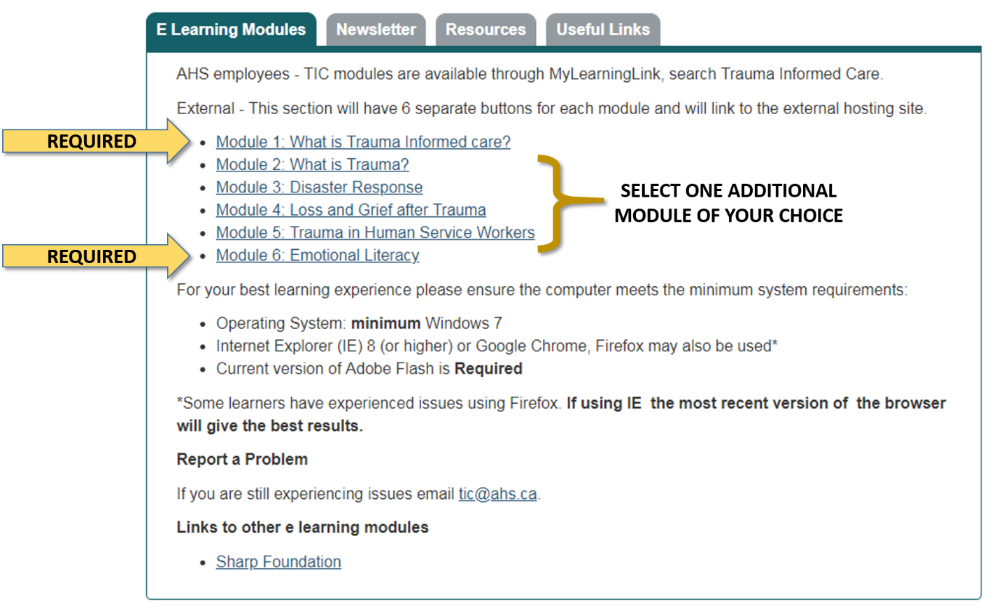 E Learning Modules
Newsletter
Resources
Useful Links
AHS employees - TIC modules are available through MyLearningLink, search Trauma Informed Care.
External - This section will have 6 separate buttons for each module and will link to the external hosting site.
REQUIRED
Module 1: What is Trauma Informed care?
Module 2: What is Trauma?
Module 3: Disaster Response
Module 4: Loss and Grief after Trauma
Module 5: Trauma in Human Service Workers
SELECT ONE ADDITIONAL
MODULE OF YOUR CHOICE
REQUIRED
Module 6: Emotional Literacy
For your best learning experience please ensure the computer meets the minimum system requirements:
Operating System: minimum Windows 7
Internet Explorer (IE) 8 (or higher) or Google Chrome, Firefox may also be used*
Current version of Adobe Flash is Required
*Some learners have experienced issues using Firefox. If using IE  the most recent version of  the browser
will give the best results.
Report a Problem
If you are still experiencing issues email tic@ahs.ca.
Links to other e learning modules
Sharp Foundation